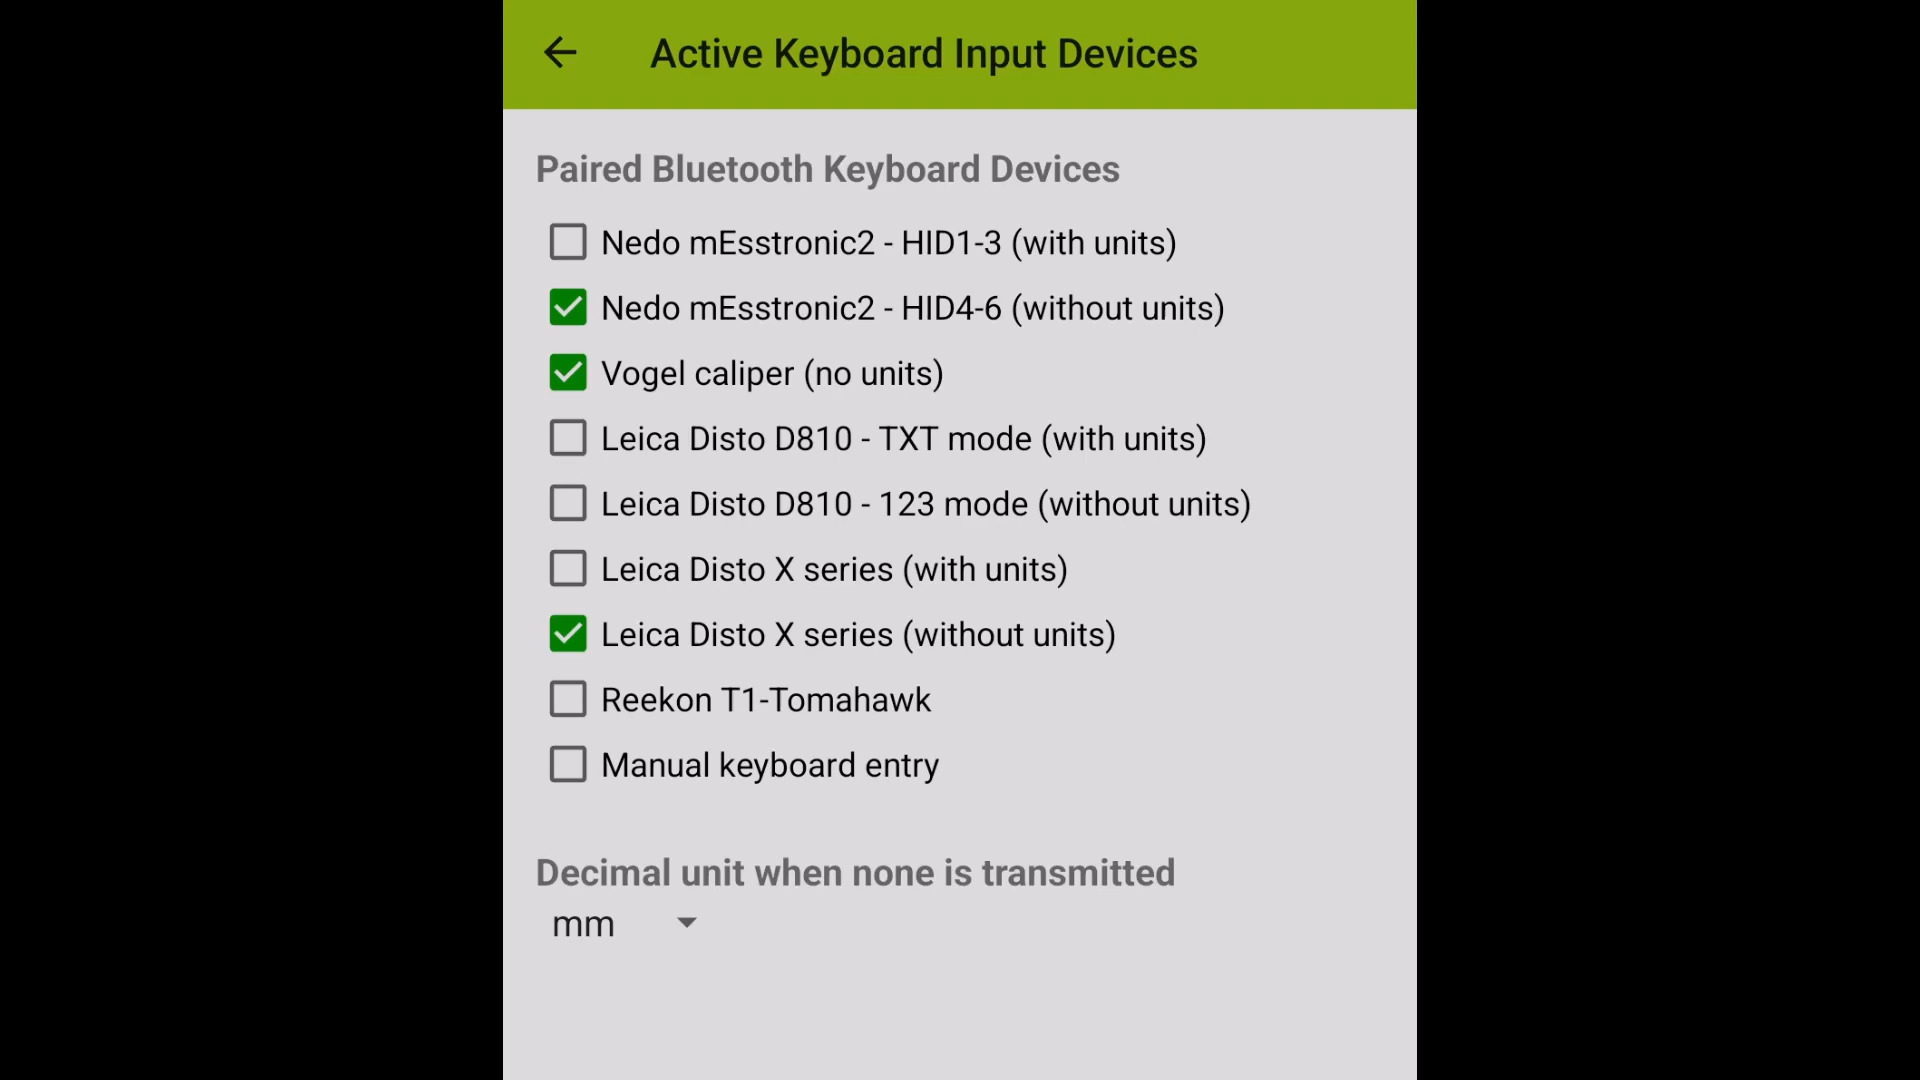 Active Keyboard Input Devices
Paired Bluetooth Keyboard Devices
Nedo mEsstronic2 - HID1-3 (with units)
Nedo mEsstronic2 - HID4-6 (without units)
Vogel caliper (no units)
Leica Disto D810 - TXT mode (with units)
Leica Disto D810 - 123 mode (without units)
Leica Disto X series (with units)
Leica Disto X series (without units)
Reekon T1-Tomahawk
Manual keyboard entry
Decimal unit when none is transmitted
mm